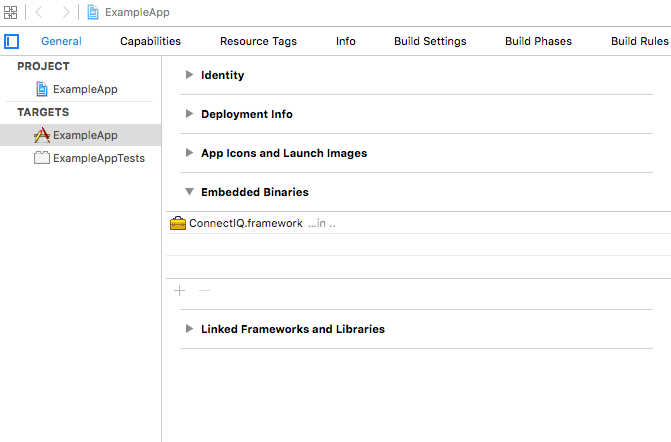 ExampleApp
General Capabilities Resource Tags Info Build Settings Build Phases Build Rules
PROJECT
ExampleApp
TARGETS
ExampleApp
ExampleAppTests
Identity
Deployment Info
App Icons and Launch Images
Embedded Binaries
ConnectIQ.framework ...in ..
Linked Frameworks and Libraries